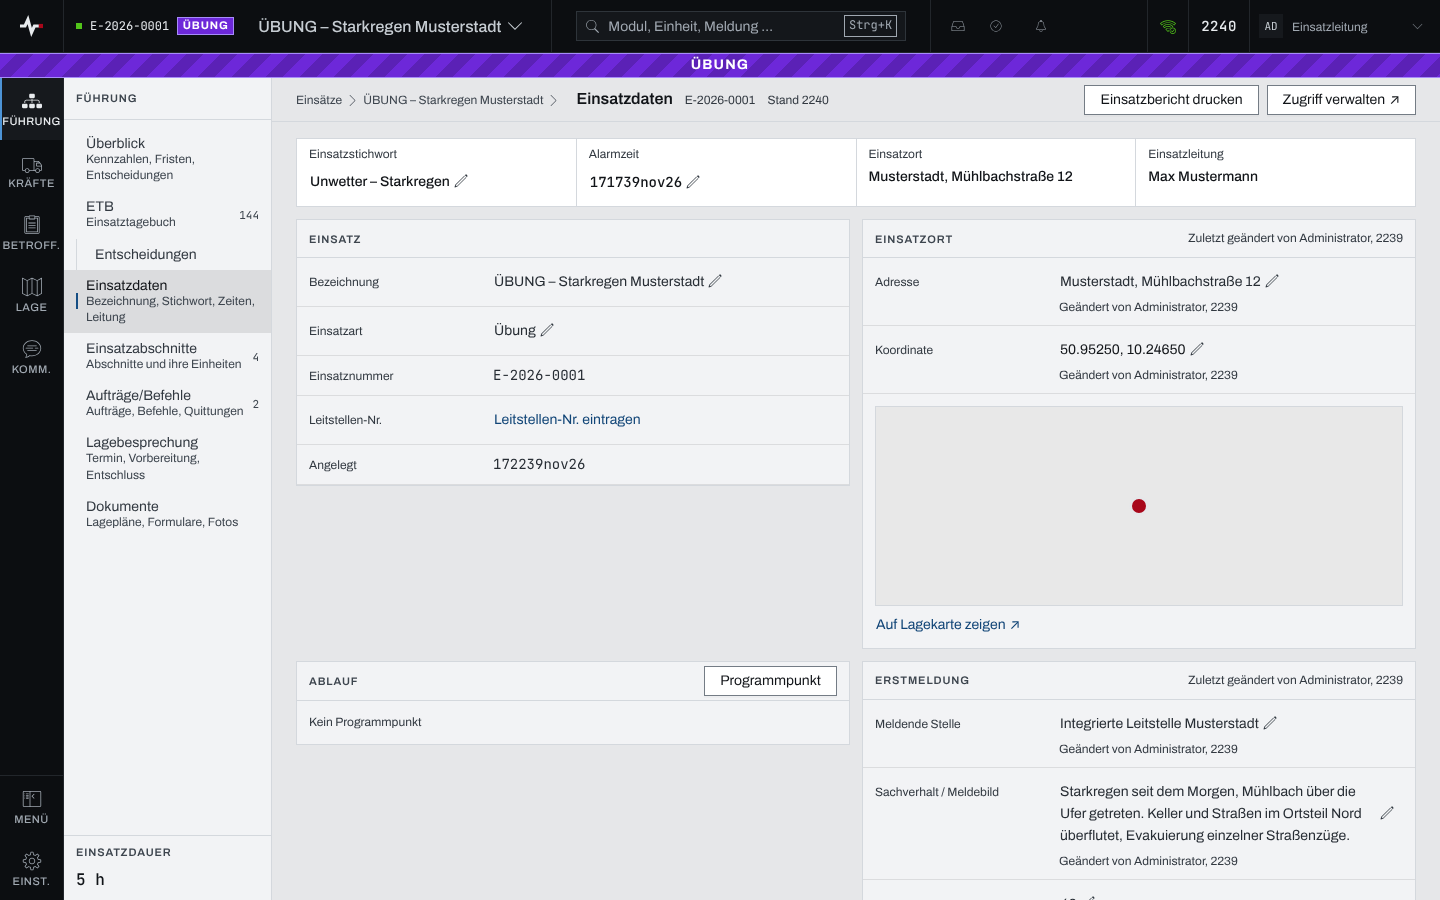 E-2026-0001 ÜBUNG
ÜBUNG – Starkregen Musterstadt
Modul, Einheit, Meldung ... Strg+K
2240
AD Einsatzleitung
ÜBUNG
FÜHRUNG
KRÄFTE
BETROFF.
LAGE
KOMM.
MENÜ
EINST.
FÜHRUNG
Überblick
Kennzahlen, Fristen,
Entscheidungen
ETB
Einsatztagebuch
144
Entscheidungen
Einsatzdaten
Bezeichnung, Stichwort, Zeiten,
Leitung
Einsatzabschnitte
Abschnitte und ihre Einheiten
4
Aufträge/Befehle
Aufträge, Befehle, Quittungen
2
Lagebesprechung
Termin, Vorbereitung,
Entschluss
Dokumente
Lagepläne, Formulare, Fotos
EINSATZDAUER
5 h
Einsätze ÜBUNG – Starkregen Musterstadt Einsatzdaten E-2026-0001 Stand 2240
Einsatzbericht drucken
Zugriff verwalten
Einsatzstichwort
Unwetter – Starkregen
Alarmzeit
171739nov26
Einsatzort
Musterstadt, Mühlbachstraße 12
Einsatzleitung
Max Mustermann
EINSATZ
Bezeichnung ÜBUNG – Starkregen Musterstadt
Einsatzart Übung
Einsatznummer E-2026-0001
Leitstellen-Nr. Leitstellen-Nr. eintragen
Angelegt 172239nov26
EINSATZORT Zuletzt geändert von Administrator, 2239
Adresse Musterstadt, Mühlbachstraße 12
Geändert von Administrator, 2239
Koordinate 50.95250, 10.24650
Geändert von Administrator, 2239
Auf Lagekarte zeigen
ABLAUF Programmpunkt
Kein Programmpunkt
ERSTMELDUNG Zuletzt geändert von Administrator, 2239
Meldende Stelle Integrierte Leitstelle Musterstadt
Geändert von Administrator, 2239
Sachverhalt / Meldebild Starkregen seit dem Morgen, Mühlbach über die
Ufer getreten. Keller und Straßen im Ortsteil Nord
überflutet, Evakuierung einzelner Straßenzüge.
Geändert von Administrator, 2239